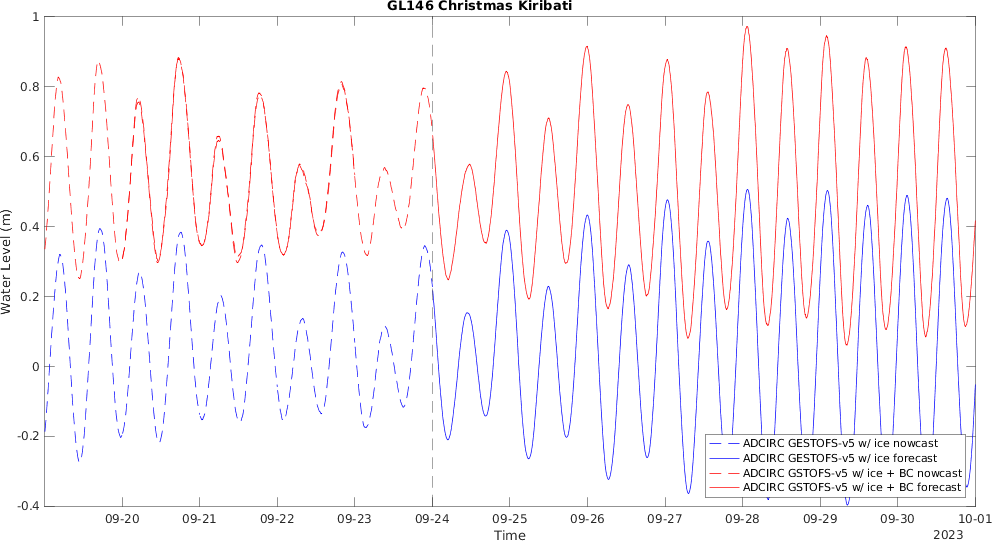 GL146 Christmas Kiribati
Water Level (m)
1
0.8
0.6
0.4
0.2
0
-0.2
-0.4
ADCIRC GESTOFS-v5 w/ ice nowcast
ADCIRC GESTOFS-v5 w/ ice forecast
ADCIRC GSTOFS-v5 w/ ice + BC nowcast
ADCIRC GSTOFS-v5 w/ ice + BC forecast
09-20 09-21 09-22 09-23 09-24 09-25 09-26 09-27 09-28 09-29 09-30 10-01
Time
2023